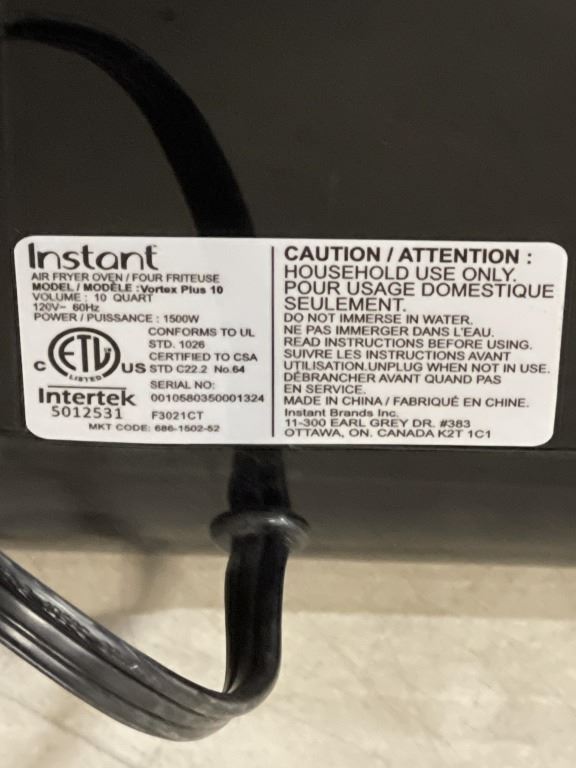 Instant
AIR FRYER OVEN / FOUR FRITEUSE
MODEL / MODÈLE :Vortex Plus 10
VOLUME : 10 QUART
120V~ 60Hz
POWER / PUISSANCE : 1500W
CONFORMS TO UL
STD. 1026
CERTIFIED TO CSA
STD C22.2 No.64
C ETL US
LISTED
Intertek
5012531
SERIAL NO:
0010580350001324
F3021CT
MKT CODE: 686-1502-52
CAUTION / ATTENTION :
HOUSEHOLD USE ONLY.
POUR USAGE DOMESTIQUE
SEULEMENT.
DO NOT IMMERSE IN WATER.
NE PAS IMMERGER DANS L'EAU.
READ INSTRUCTIONS BEFORE USING.
SUIVRE LES INSTRUCTIONS AVANT
UTILISATION.UNPLUG WHEN NOT IN USE.
DÉBRANCHER AVANT QUAND PAS
EN SERVICE.
MADE IN CHINA / FABRIQUÉ EN CHINE.
Instant Brands Inc.
11-300 EARL GREY DR. #383
OTTAWA, ON. CANADA K2T 1C1